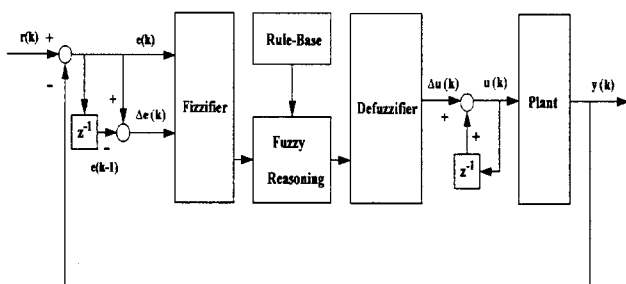 r(k) +
-
e(k)
+
z⁻¹
-
Δe(k)
e(k-1)
Fizzifier
Rule-Base
Fuzzy
Reasoning
Defuzzifier
Δu(k)
+
u(k)
+
z⁻¹
Plant
y(k)